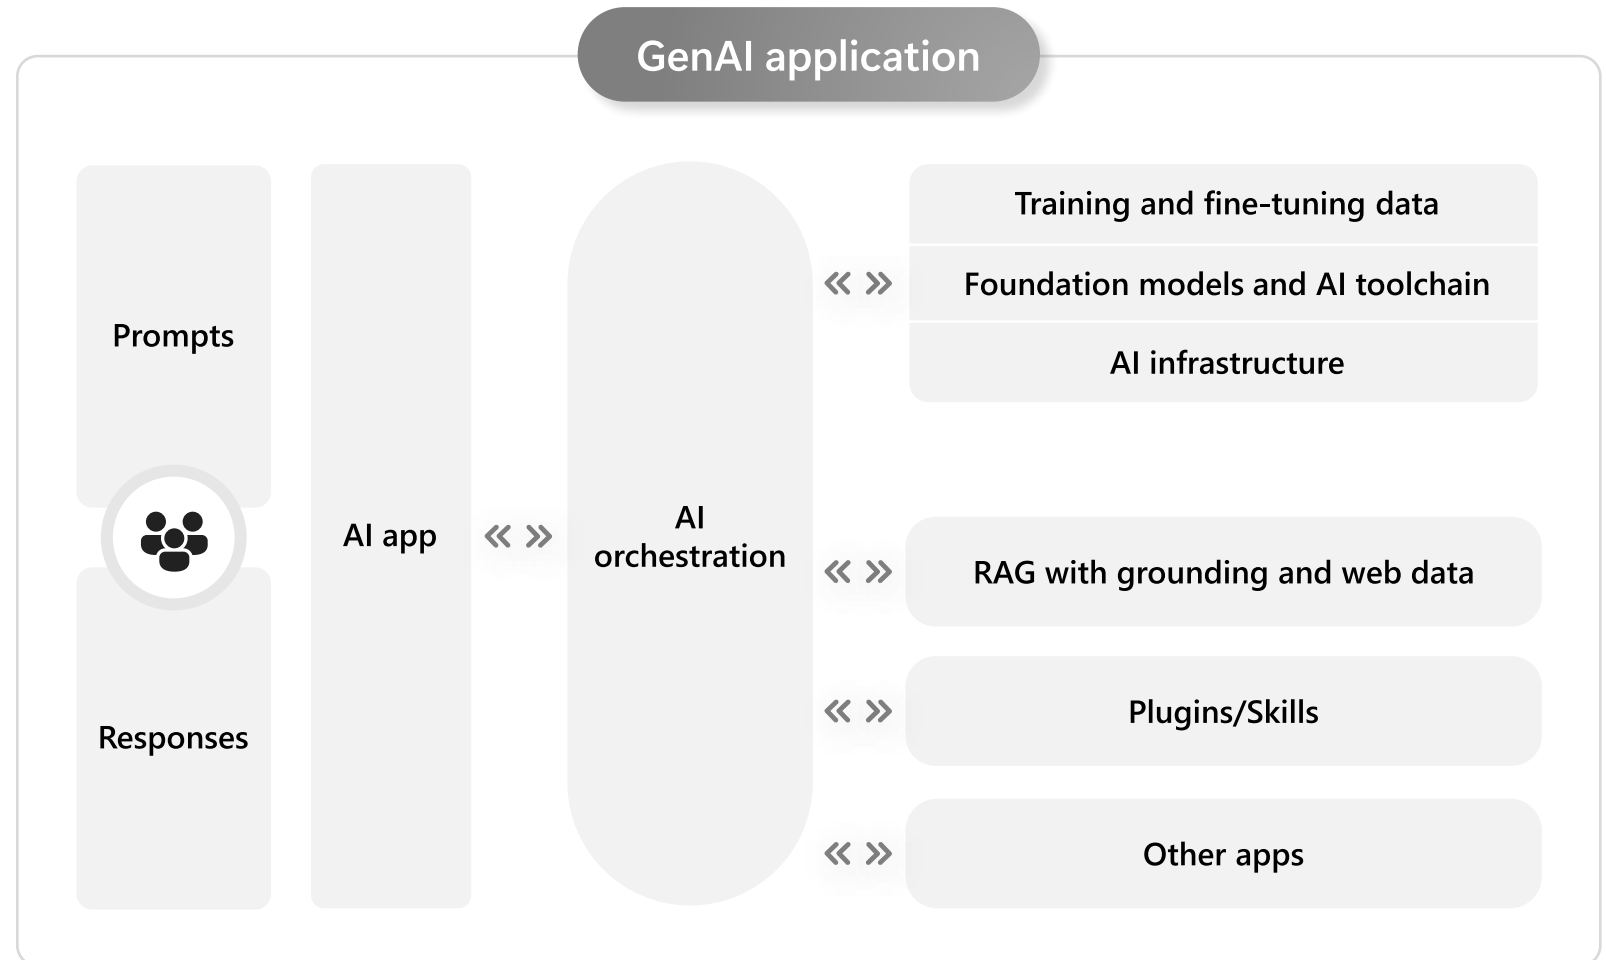 GenAI application
Prompts
Responses
AI app
AI
orchestration
Training and fine-tuning data
Foundation models and AI toolchain
AI infrastructure
RAG with grounding and web data
Plugins/Skills
Other apps